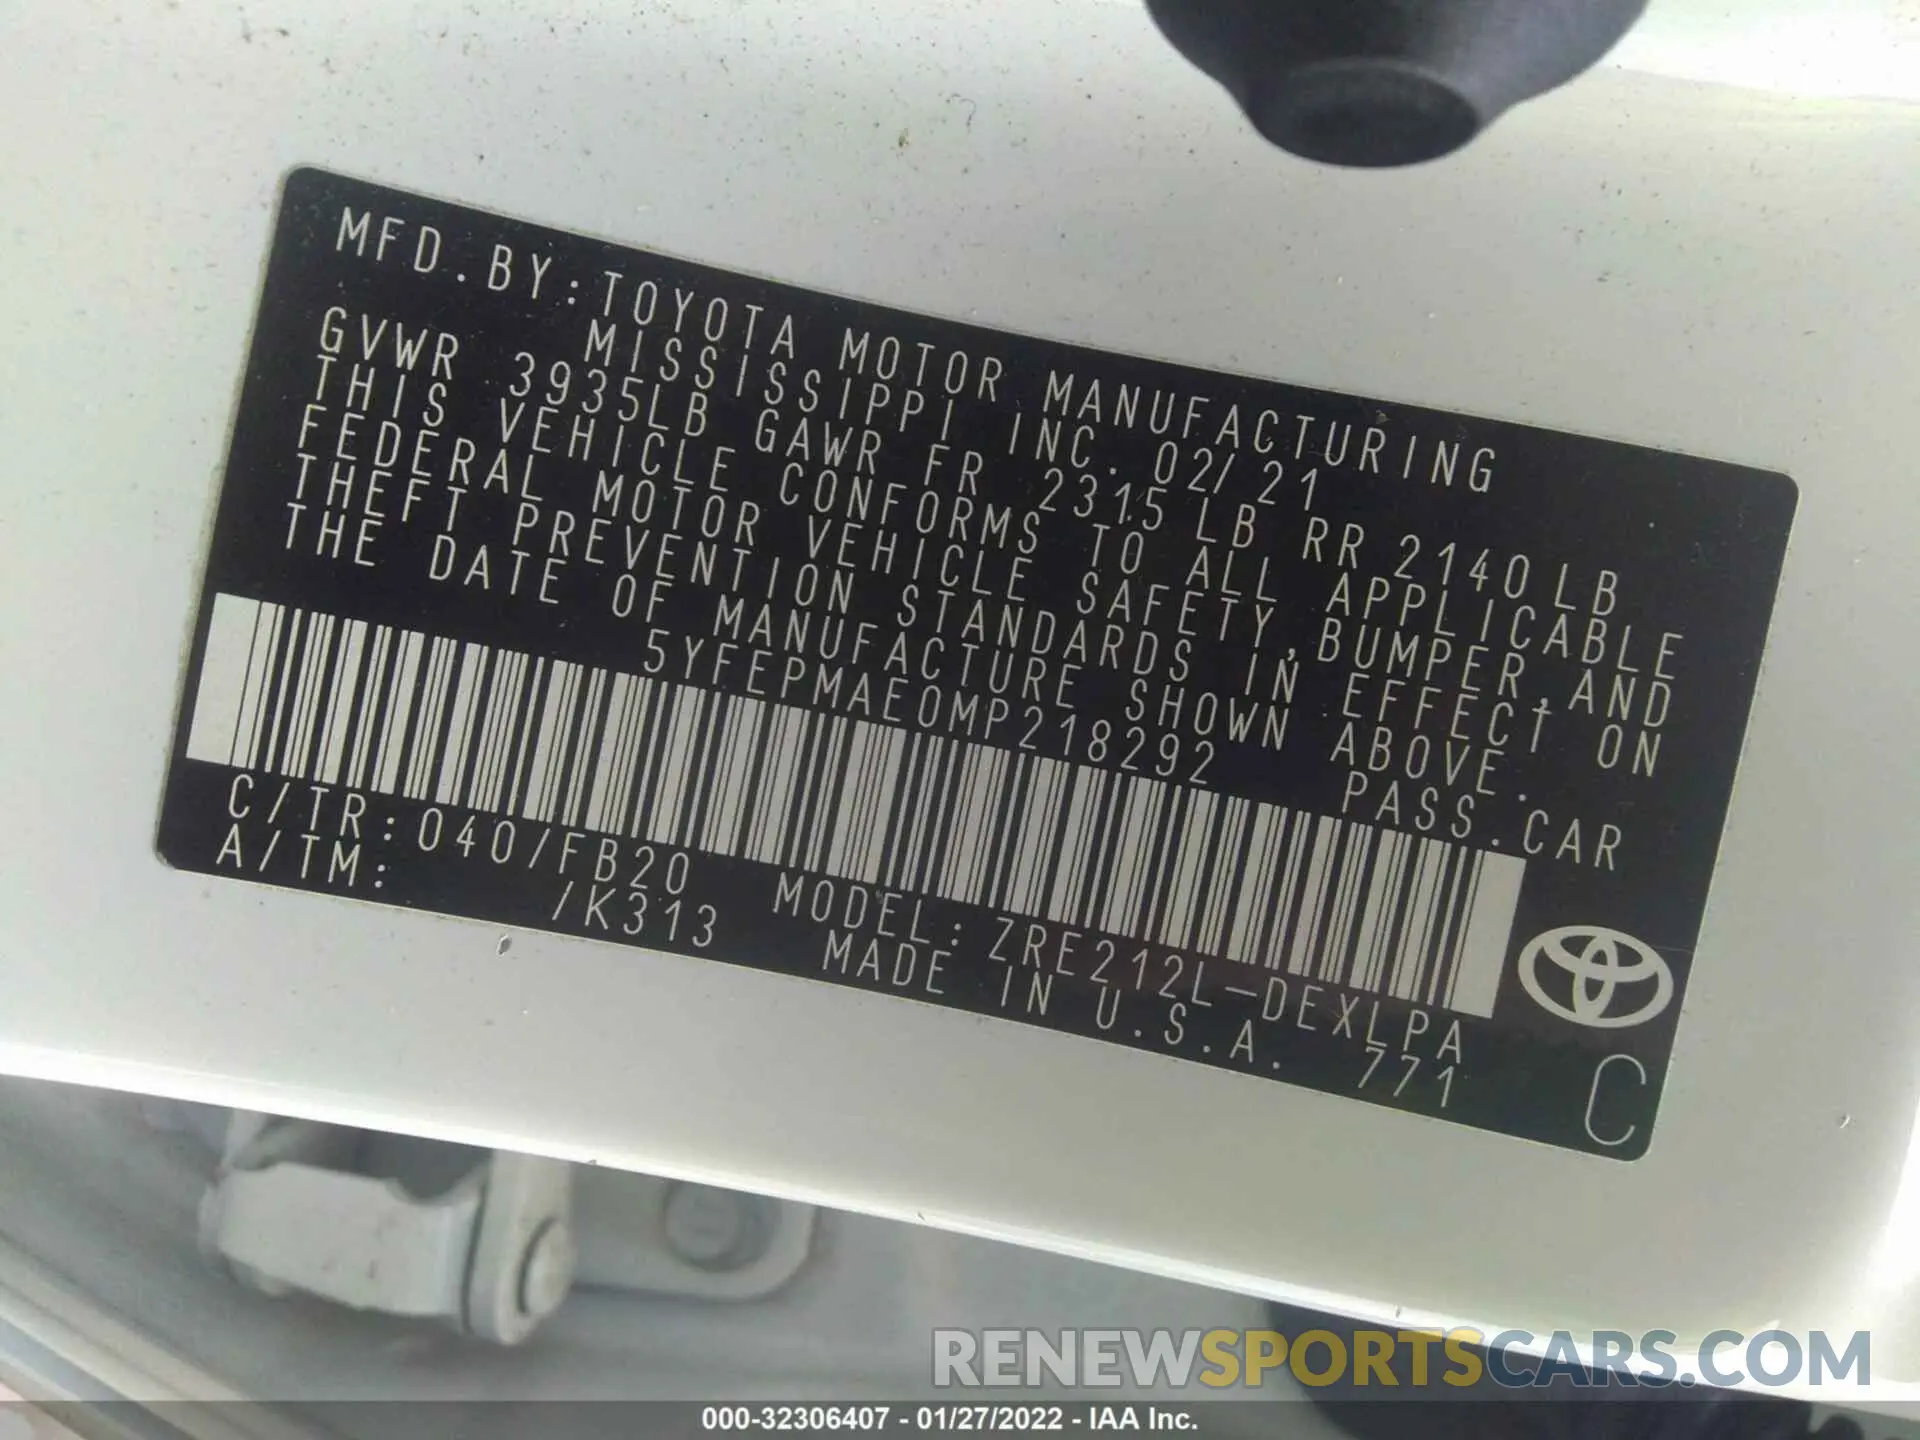 MFD.BY:TOYOTA MOTOR MANUFACTURING
MISSISSIPPI INC. 02/21
GVWR 3935LB GAWR FR 2315LB RR 2140LB
THIS VEHICLE CONFORMS TO ALL APPLICABLE
FEDERAL MOTOR VEHICLE SAFETY, BUMPER, AND
THEFT PREVENTION STANDARDS IN EFFECT ON
THE DATE OF MANUFACTURE SHOWN ABOVE.
5YFEPMAE0MP218292 PASS.CAR
C/TR:040/FB20 MODEL:ZRE212L-DEXLPA
A/TM: /K313 MADE IN U.S.A. 771
C
RENEWSPORTSCARS.COM
000-32306407 - 01/27/2022 - IAA Inc.